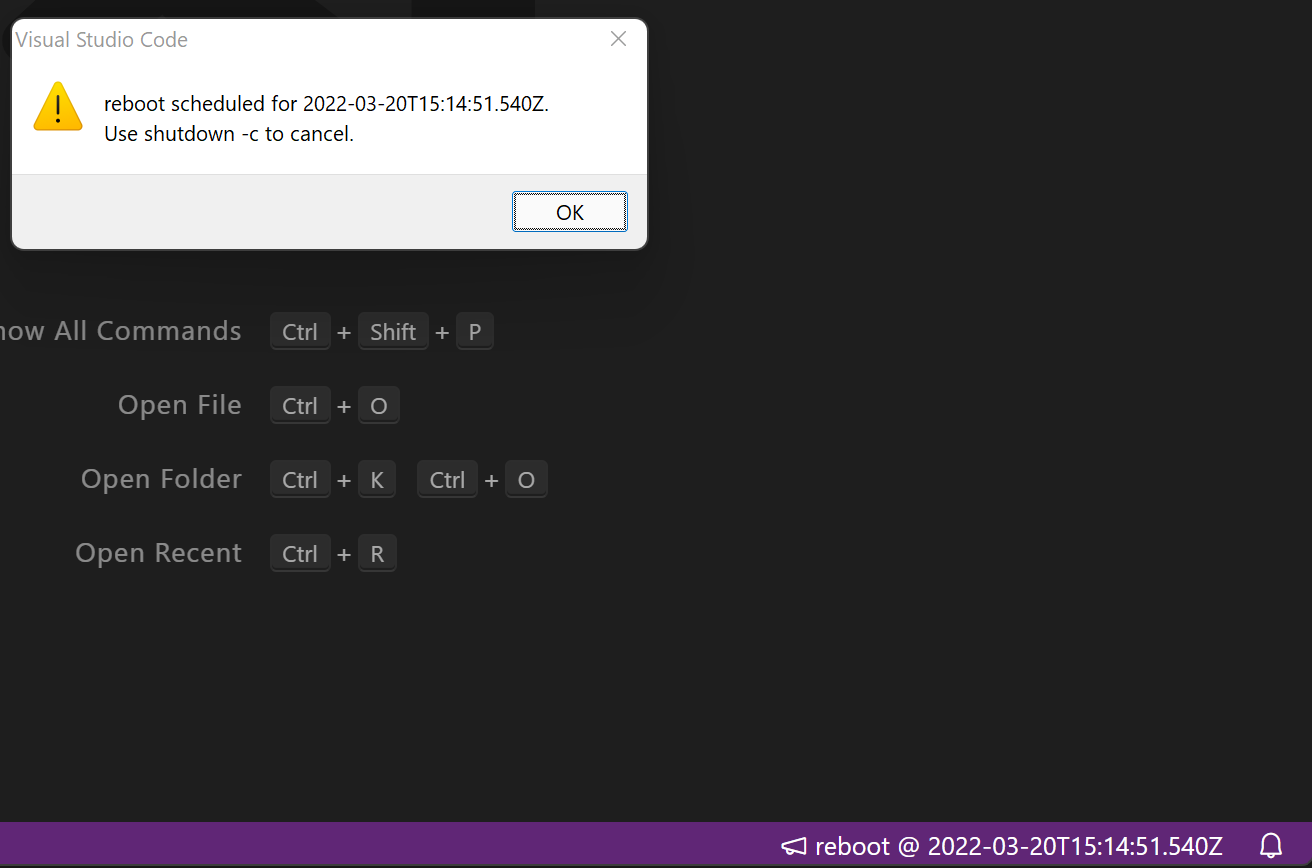 Visual Studio Code
reboot scheduled for 2022-03-20T15:14:51.540Z.
Use shutdown -c to cancel.
OK
how All Commands Ctrl + Shift + P
Open File Ctrl + O
Open Folder Ctrl + K Ctrl + O
Open Recent Ctrl + R
reboot @ 2022-03-20T15:14:51.540Z